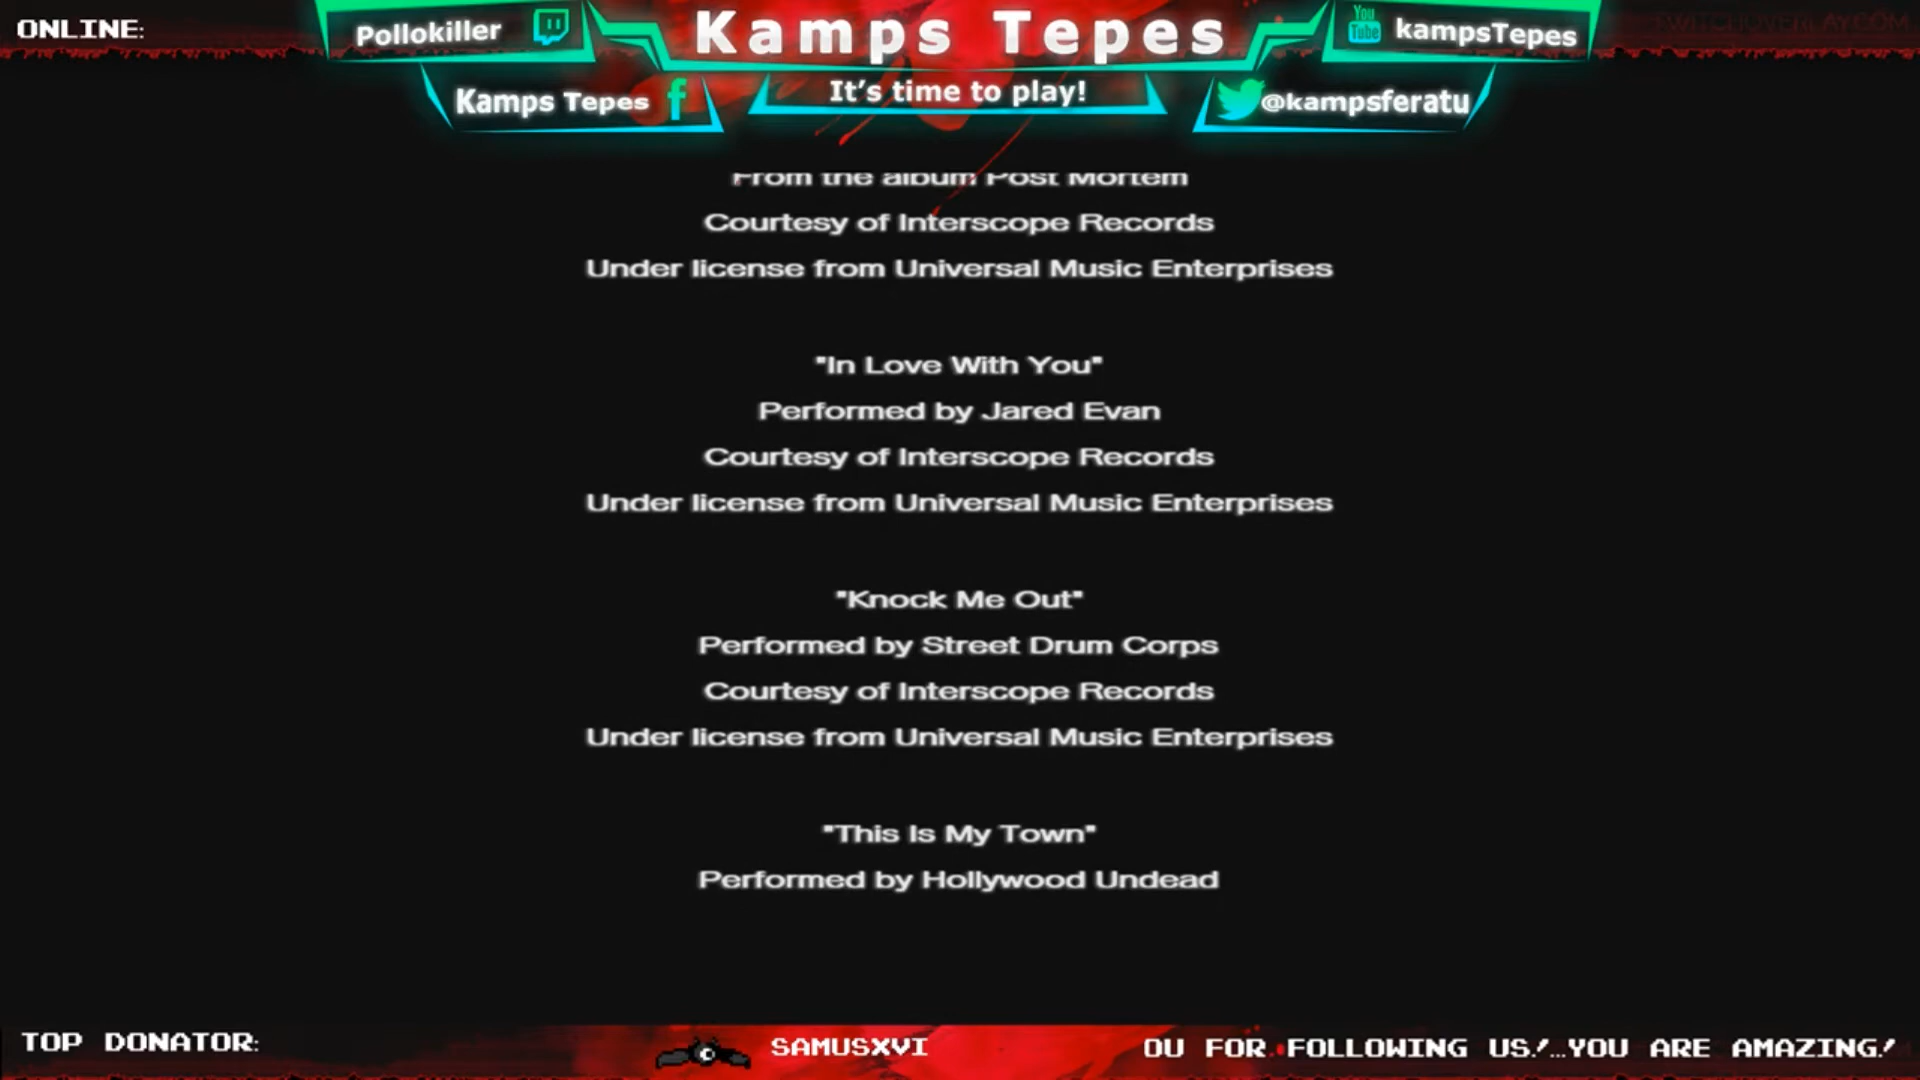 ONLINE:
Pollokiller
Kamps Tepes
You Tube
kampsTepes
SWITCHOVERLAY.COM
Kamps Tepes
It's time to play!
@kampsferatu
From the album Post Mortem
Courtesy of Interscope Records
Under license from Universal Music Enterprises
"In Love With You"
Performed by Jared Evan
Courtesy of Interscope Records
Under license from Universal Music Enterprises
"Knock Me Out"
Performed by Street Drum Corps
Courtesy of Interscope Records
Under license from Universal Music Enterprises
"This Is My Town"
Performed by Hollywood Undead
TOP DONATOR:
SAMUSXVI
OU FOR FOLLOWING US!...YOU ARE AMAZING!